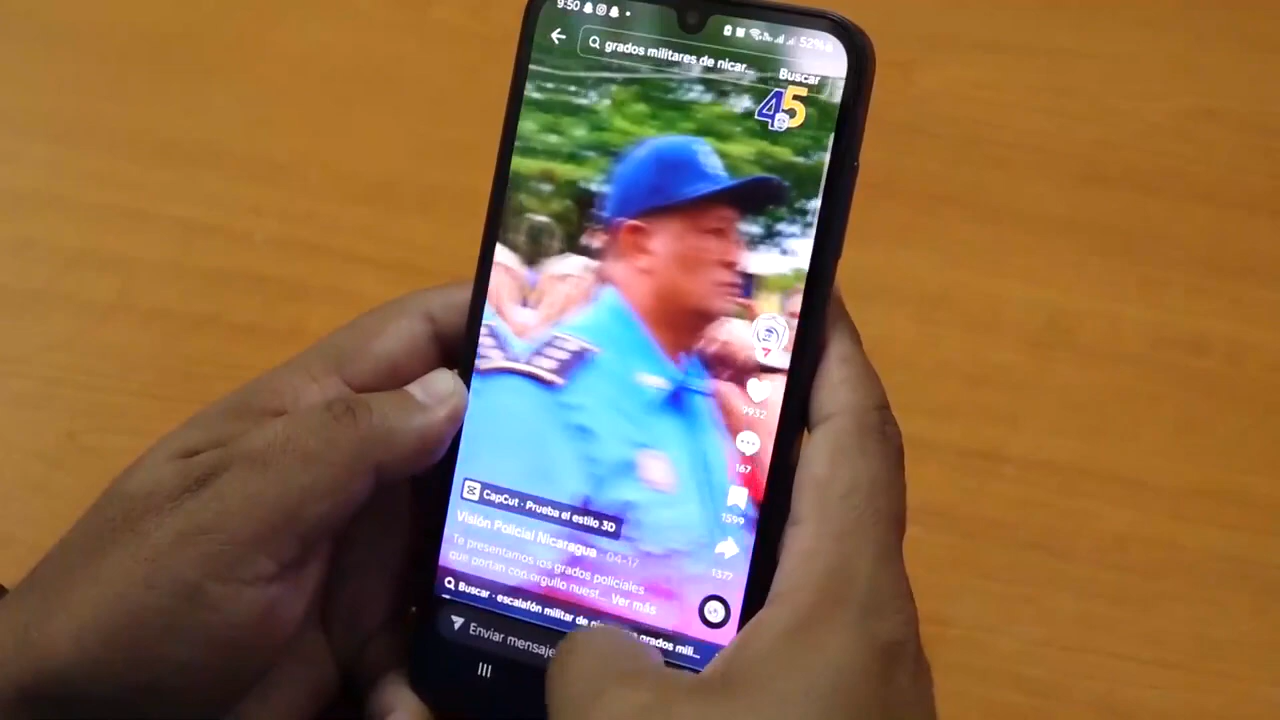 9:50
52%
grados militares de nicar...
Buscar
45
9932
167
1599
1377
CapCut · Prueba el estilo 3D
Visión Policial Nicaragua · 04-17
Te presentamos los grados policiales
que portan con orgullo nuest... Ver más
Buscar · escalafón militar de grados mili...
Enviar mensaje